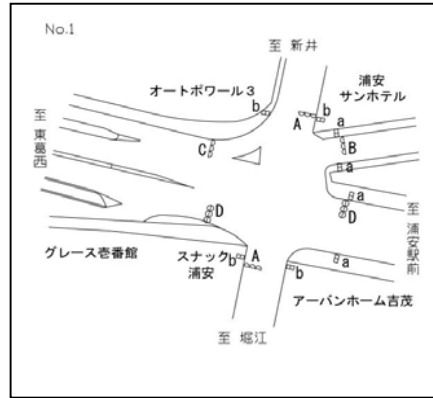 No.1
至 新井
オートボワール3
浦安
サンホテル
b
A
b
a
C
B
a
至 東葛西
a
D
D
至 浦安駅前
グレース壱番館
スナック
浦安
b
A
b
a
アーバンホーム吉茂
至 堀江